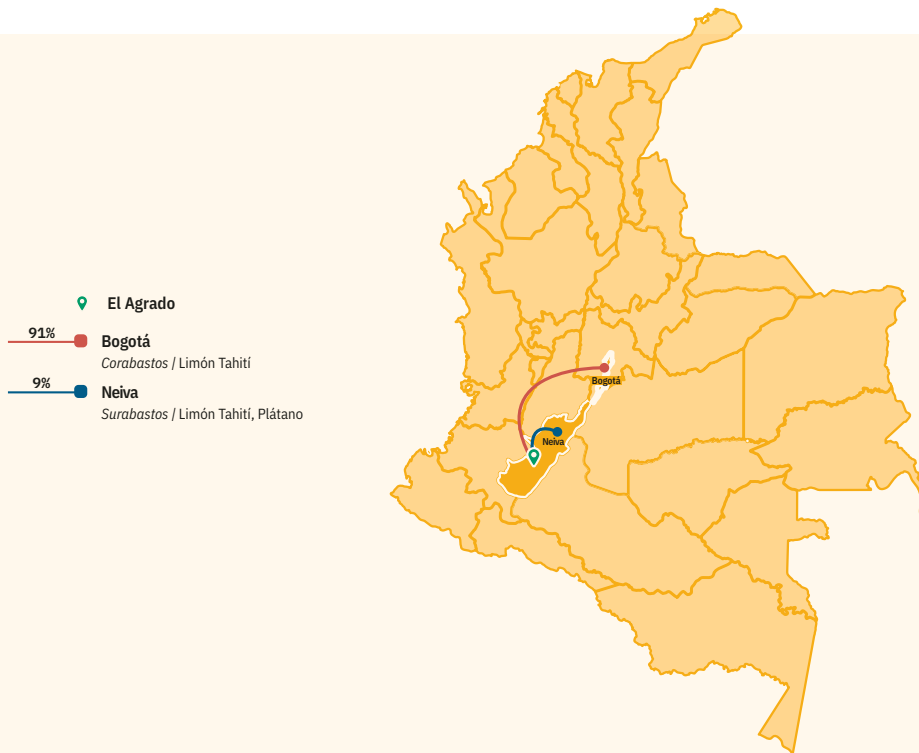 El Agrado
91%
Bogotá
Corabastos / Limón Tahití
9%
Neiva
Surabastos / Limón Tahití, Plátano
Bogotá
Neiva